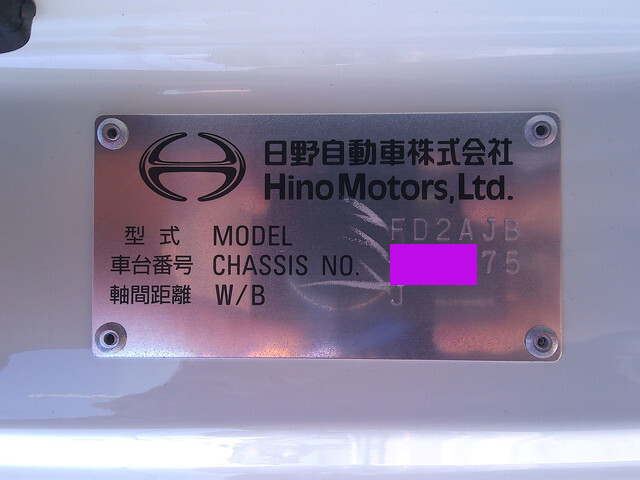 日野自動車株式会社
Hino Motors, Ltd.
型式 MODEL FD2AJB
車台番号 CHASSIS NO. 75
軸間距離 W/B J